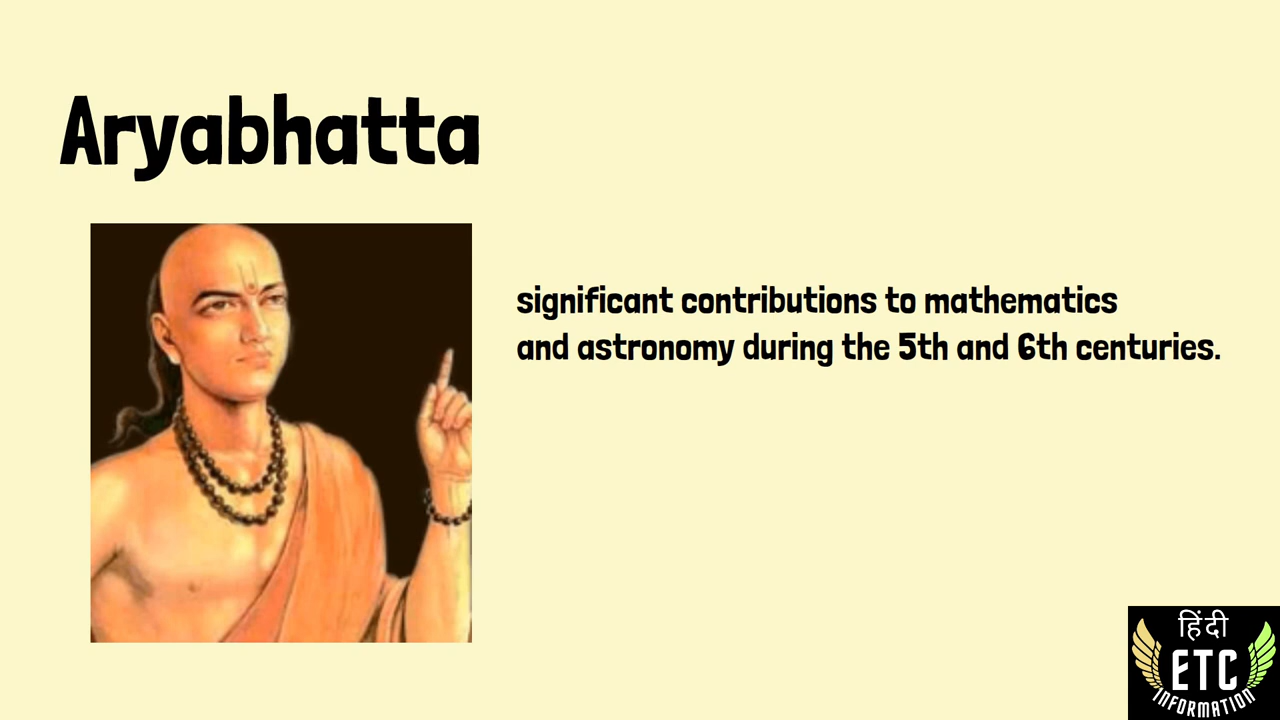 Aryabhatta
significant contributions to mathematics
and astronomy during the 5th and 6th centuries.
हिंदी
ETC
INFORMATION